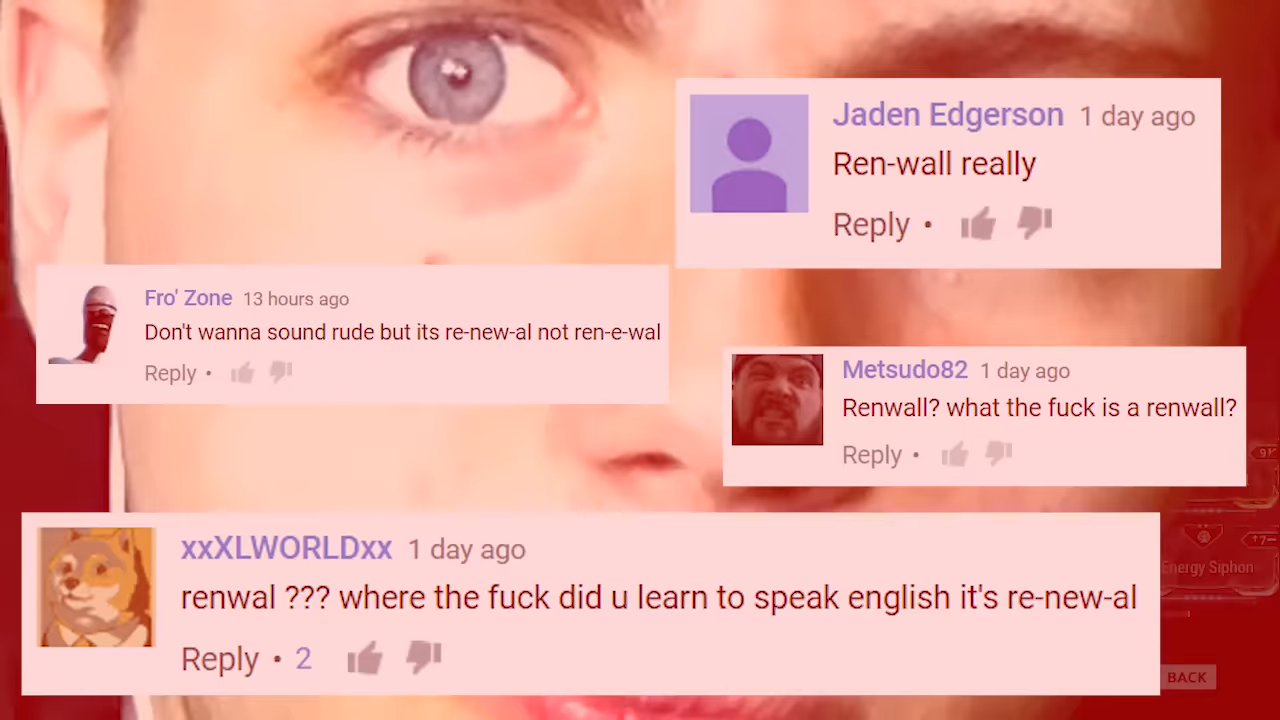 Jaden Edgerson 1 day ago
Ren-wall really
Reply •
Fro' Zone 13 hours ago
Don't wanna sound rude but its re-new-al not ren-e-wal
Reply •
Metsudo82 1 day ago
Renwall? what the fuck is a renwall?
Reply •
xxXLWORLDxx 1 day ago
renwal ??? where the fuck did u learn to speak english it's re-new-al
Reply • 2
Energy Siphon
BACK